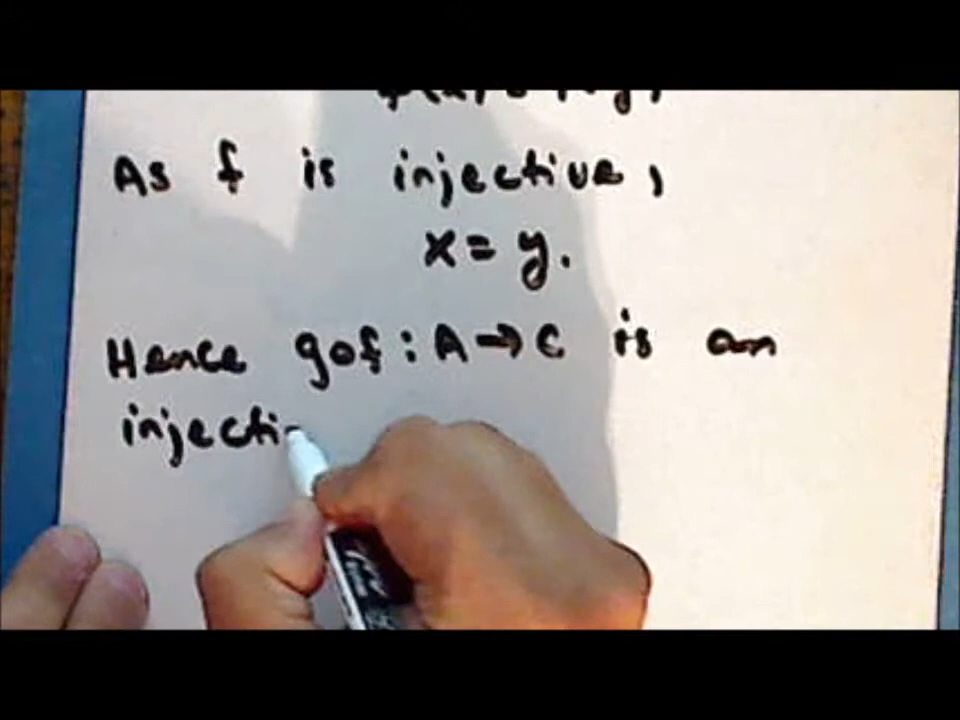 As f is injective,
x = y.
Hence gof : A → C is an
injecti